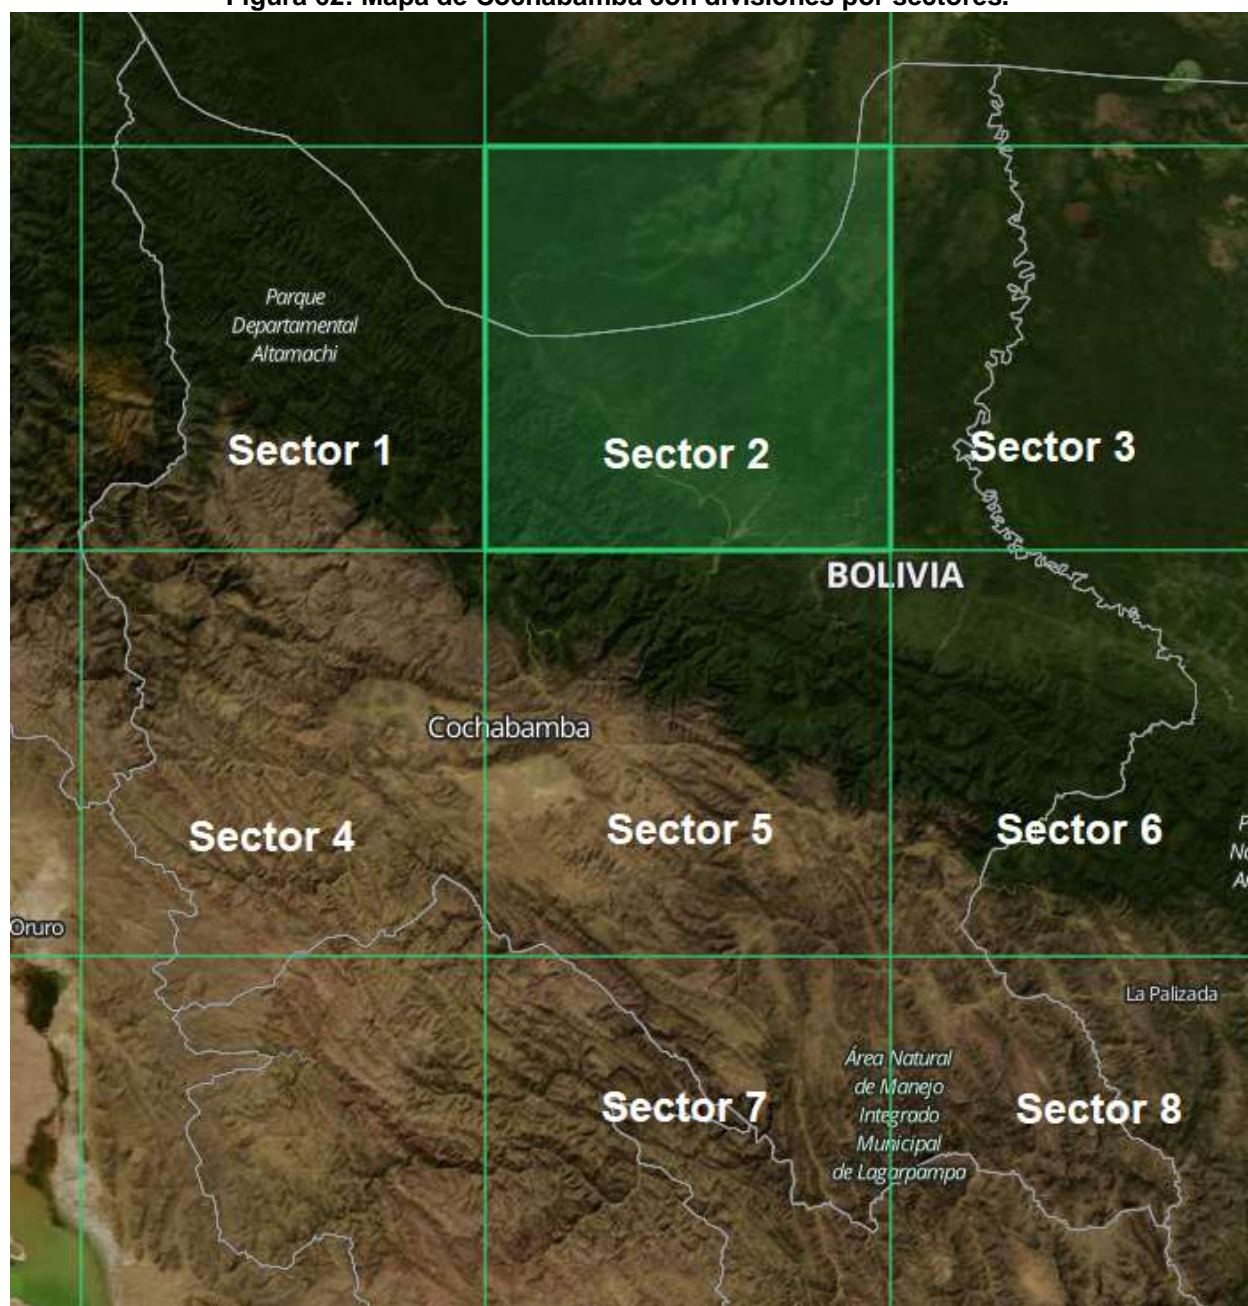 Figura 62: Mapa de Cochabamba con divisiones por sectores.
Parque
Departamental
Altamachi
Sector 1
Sector 2
Sector 3
BOLIVIA
Cochabamba
Sector 4
Sector 5
Sector 6
Oruro
La Palizada
Área Natural
de Manejo
Integrado
Municipal
de Lagarpampa
Sector 7
Sector 8